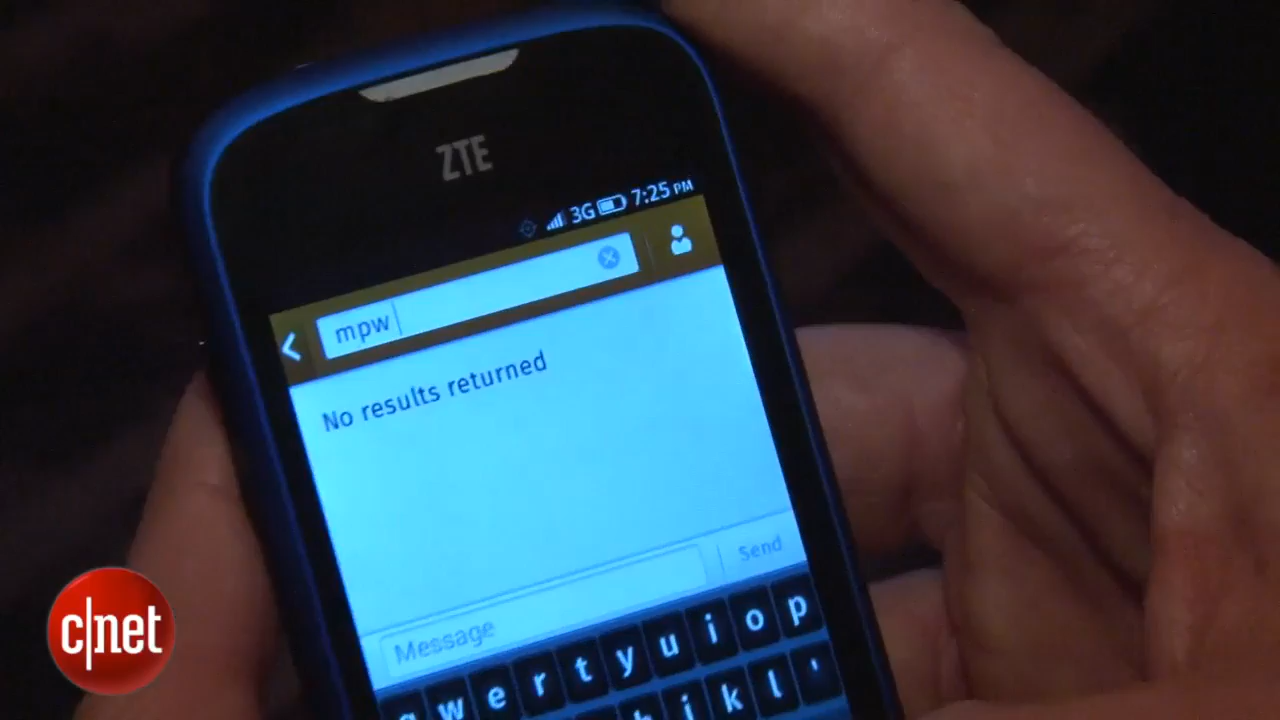 ZTE
3G 7:25 PM
mpw
No results returned
Send
Message
q w e r t y u i o p
j k l '
c|net